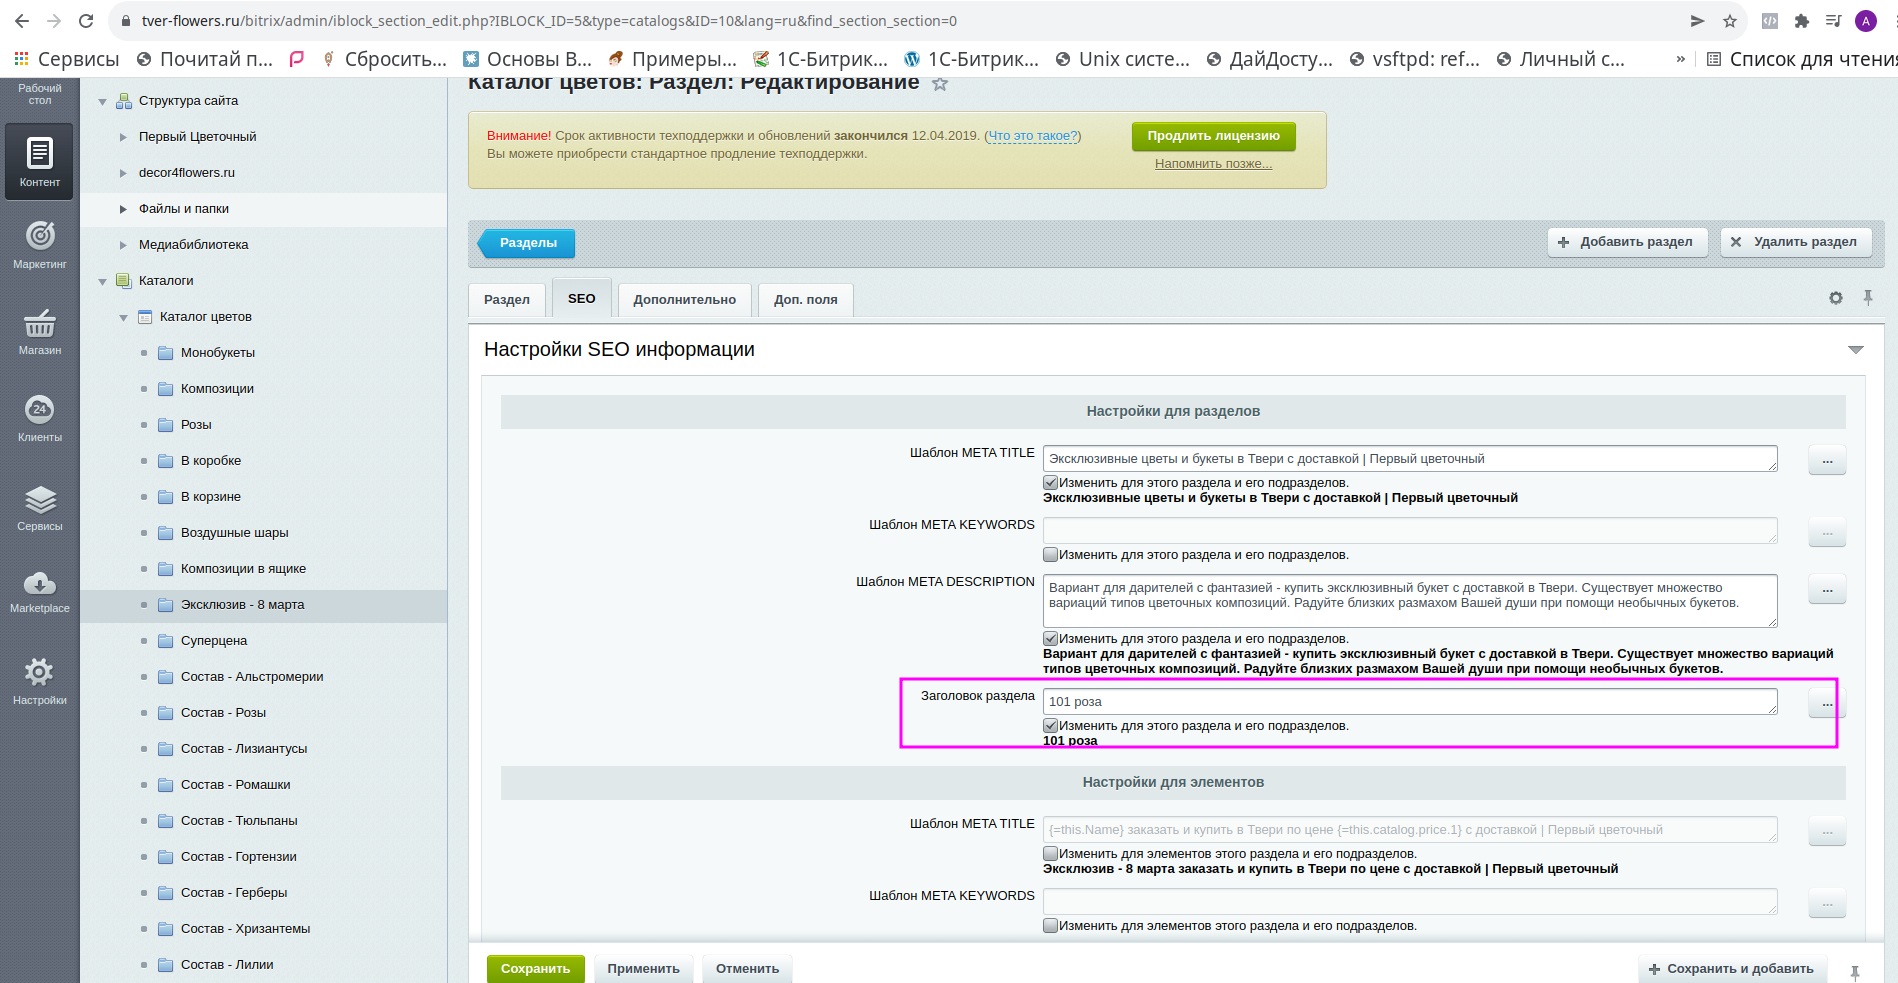 tver-flowers.ru/bitrix/admin/iblock_section_edit.php?IBLOCK_ID=5&type=catalogs&ID=10&lang=ru&find_section_section=0
A
Сервисы
Почитай п...
Сбросить...
Основы В...
Примеры...
1С-Битрик...
1С-Битрик...
Unix систе...
ДайДосту...
vsftpd: ref...
Личный с...
»
Список для чтения
Рабочий
стол
Контент
Маркетинг
Магазин
24
Клиенты
Сервисы
Marketplace
Настройки
Структура сайта
Первый Цветочный
decor4flowers.ru
Файлы и папки
Медиабиблиотека
Каталоги
Каталог цветов
Монобукеты
Композиции
Розы
В коробке
В корзине
Воздушные шары
Композиции в ящике
Эксклюзив - 8 марта
Суперцена
Состав - Альстромерии
Состав - Розы
Состав - Лизиантусы
Состав - Ромашки
Состав - Тюльпаны
Состав - Гортензии
Состав - Герберы
Состав - Хризантемы
Состав - Лилии
Каталог цветов: Раздел: Редактирование
Внимание! Срок активности техподдержки и обновлений закончился 12.04.2019. (Что это такое?)
Вы можете приобрести стандартное продление техподдержки.
Продлить лицензию
Напомнить позже...
Разделы
Добавить раздел
Удалить раздел
Раздел
SEO
Дополнительно
Доп. поля
Настройки SEO информации
Настройки для разделов
Шаблон META TITLE
Эксклюзивные цветы и букеты в Твери с доставкой | Первый цветочный
...
Изменить для этого раздела и его подразделов.
Эксклюзивные цветы и букеты в Твери с доставкой | Первый цветочный
Шаблон META KEYWORDS
...
Изменить для этого раздела и его подразделов.
Шаблон META DESCRIPTION
Вариант для дарителей с фантазией - купить эксклюзивный букет с доставкой в Твери. Существует множество
вариаций типов цветочных композиций. Радуйте близких размахом Вашей души при помощи необычных букетов.
...
Изменить для этого раздела и его подразделов.
Вариант для дарителей с фантазией - купить эксклюзивный букет с доставкой в Твери. Существует множество вариаций
типов цветочных композиций. Радуйте близких размахом Вашей души при помощи необычных букетов.
Заголовок раздела
101 роза
...
Изменить для этого раздела и его подразделов.
101 роза
Настройки для элементов
Шаблон META TITLE
{=this.Name} заказать и купить в Твери по цене {=this.catalog.price.1} с доставкой | Первый цветочный
...
Изменить для элементов этого раздела и его подразделов.
Эксклюзив - 8 марта заказать и купить в Твери по цене с доставкой | Первый цветочный
Шаблон META KEYWORDS
...
Изменить для элементов этого раздела и его подразделов.
Сохранить
Применить
Отменить
Сохранить и добавить